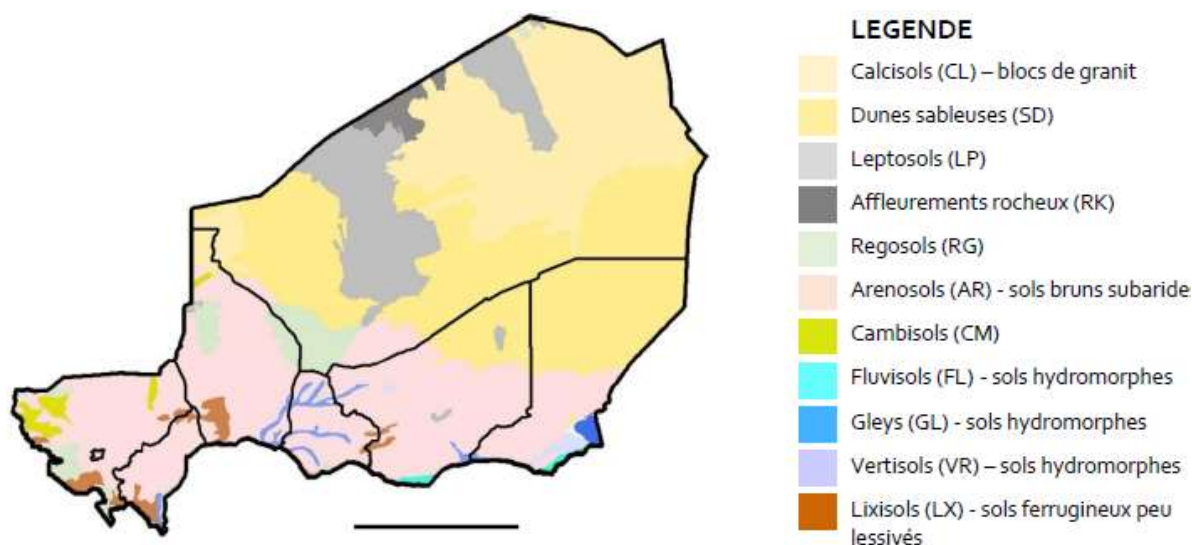 LEGENDE
Calcisols (CL) – blocs de granit
Dunes sableuses (SD)
Leptosols (LP)
Affleurements rocheux (RK)
Regosols (RG)
Arenosols (AR) - sols bruns subarides
Cambisols (CM)
Fluvisols (FL) - sols hydromorphes
Gleys (GL) - sols hydromorphes
Vertisols (VR) – sols hydromorphes
Lixisols (LX) - sols ferrugineux peu
lessivés